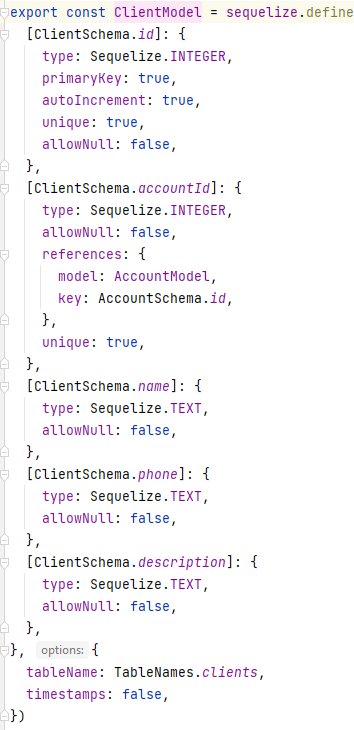 export const ClientModel = sequelize.define
[ClientSchema.id]: {
type: Sequelize.INTEGER,
primaryKey: true,
autoIncrement: true,
unique: true,
allowNull: false,
},
[ClientSchema.accountId]: {
type: Sequelize.INTEGER,
allowNull: false,
references: {
model: AccountModel,
key: AccountSchema.id,
},
unique: true,
},
[ClientSchema.name]: {
type: Sequelize.TEXT,
allowNull: false,
},
[ClientSchema.phone]: {
type: Sequelize.TEXT,
allowNull: false,
},
[ClientSchema.description]: {
type: Sequelize.TEXT,
allowNull: false,
},
}, options: {
tableName: TableNames.clients,
timestamps: false,
})